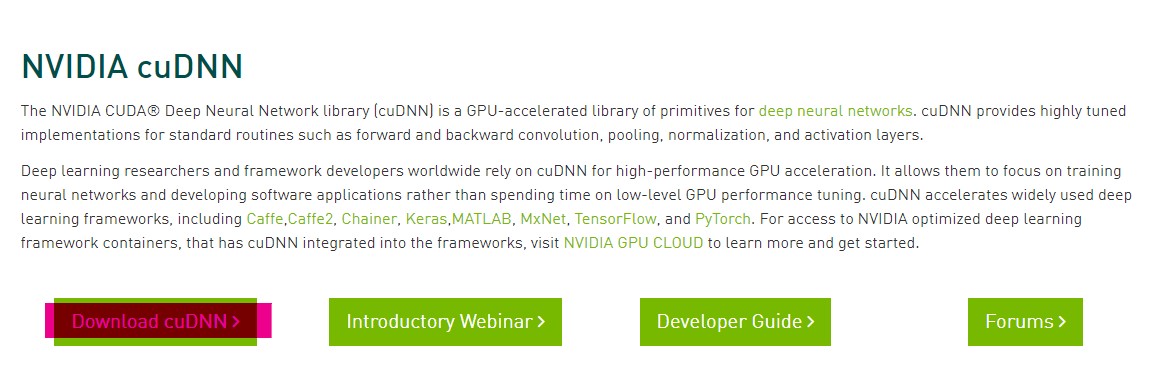 NVIDIA cuDNN
The NVIDIA CUDA® Deep Neural Network library (cuDNN) is a GPU-accelerated library of primitives for deep neural networks. cuDNN provides highly tuned
implementations for standard routines such as forward and backward convolution, pooling, normalization, and activation layers.
Deep learning researchers and framework developers worldwide rely on cuDNN for high-performance GPU acceleration. It allows them to focus on training
neural networks and developing software applications rather than spending time on low-level GPU performance tuning. cuDNN accelerates widely used deep
learning frameworks, including Caffe,Caffe2, Chainer, Keras,MATLAB, MxNet, TensorFlow, and PyTorch. For access to NVIDIA optimized deep learning
framework containers, that has cuDNN integrated into the frameworks, visit NVIDIA GPU CLOUD to learn more and get started.
Download cuDNN > Introductory Webinar > Developer Guide > Forums >